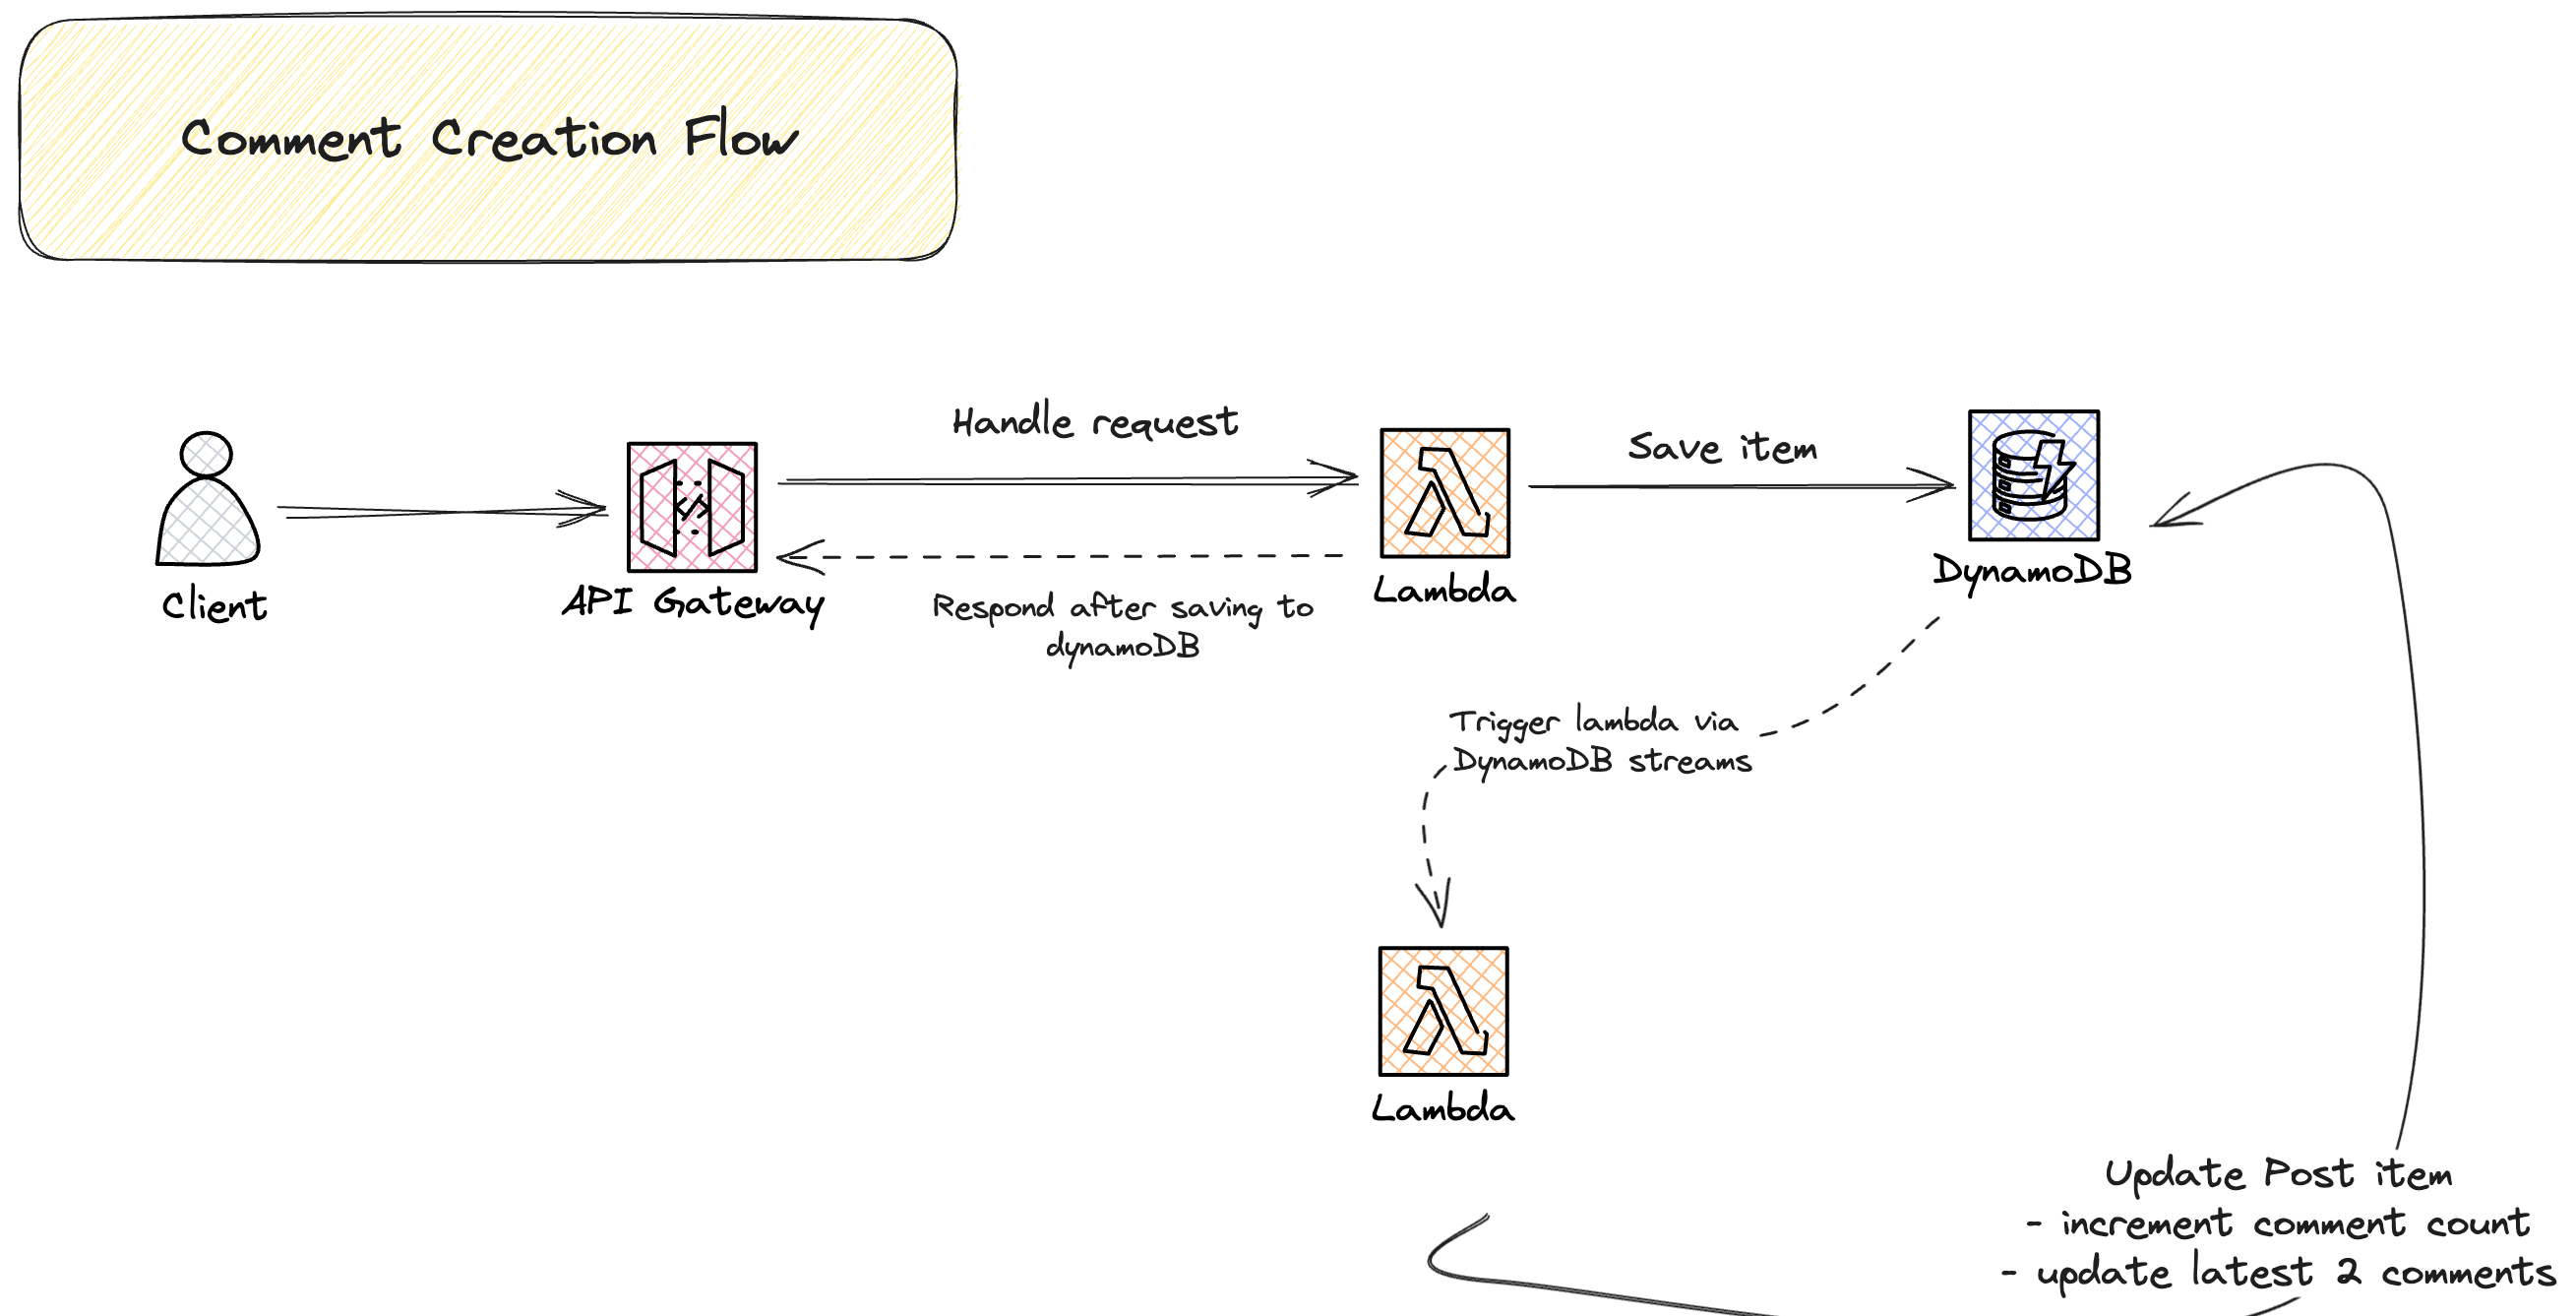 Comment Creation Flow
Handle request
Save item
Client
API Gateway
Respond after saving to
dynamoDB
Lambda
DynamoDB
Trigger lambda via
DynamoDB streams
Lambda
Update Post item
- increment comment count
- update latest 2 comments